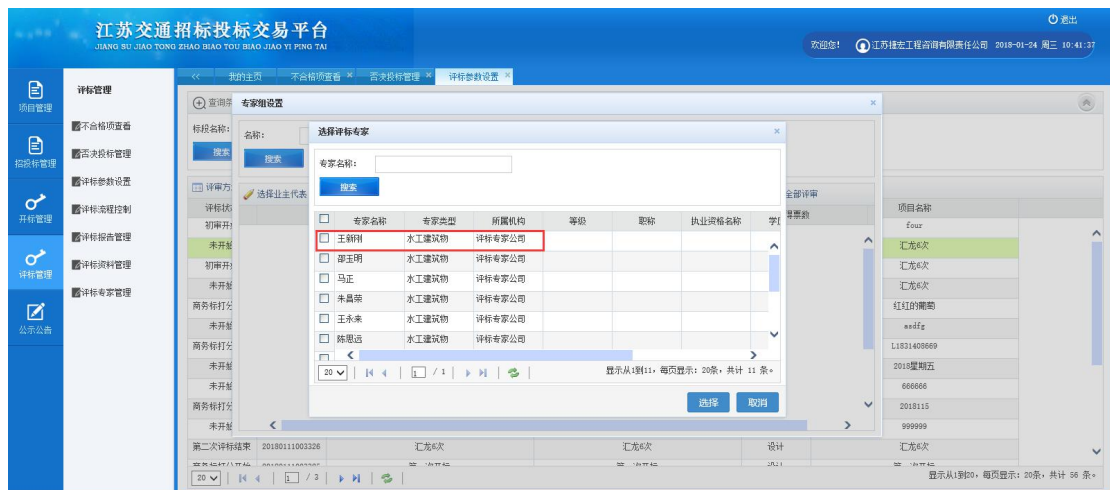 江苏交通招标投标交易平台
JIANG SU JIAO TONG ZHAO BIAO TOU BIAO JIAO YI PING TAI
退出
欢迎您! 江苏捷宏工程咨询有限责任公司 2018-01-24 周三 10:41:37
<< 我的主页 不合格项查看 × 否决投标管理 × 评标参数设置 ×
项目管理
招投标管理
开标管理
评标管理
公示公告
评标管理
不合格项查看
否决投标管理
评标参数设置
评标流程控制
评标报告管理
评标资料管理
评标专家管理
查询条
标段名称:
搜索
评审方
评标状
初审开
未开始
初审开
未开始
商务标打分
未开始
商务标打分
未开始
未开始
商务标打分
未开始
第二次评标结束 20180111003326 汇龙6次 汇龙6次 设计 汇龙6次
20 1 / 3 显示从1到20, 每页显示: 20条, 共计 56 条。
专家组设置 ×
名称:
搜索
选择业主代表
全部评审
得票数
选择评标专家 ×
专家名称:
搜索
专家名称 专家类型 所属机构 等级 职称 执业资格名称 学历
王新刚 水工建筑物 评标专家公司
邵玉明 水工建筑物 评标专家公司
马正 水工建筑物 评标专家公司
朱昌荣 水工建筑物 评标专家公司
王永来 水工建筑物 评标专家公司
陈思远 水工建筑物 评标专家公司
20 1 / 1 显示从1到11, 每页显示: 20条, 共计 11 条。
选择 取消
项目名称
four
汇龙6次
汇龙6次
汇龙6次
红红的葡萄
asdfg
L1831408669
2018星期五
666666
2018115
999999